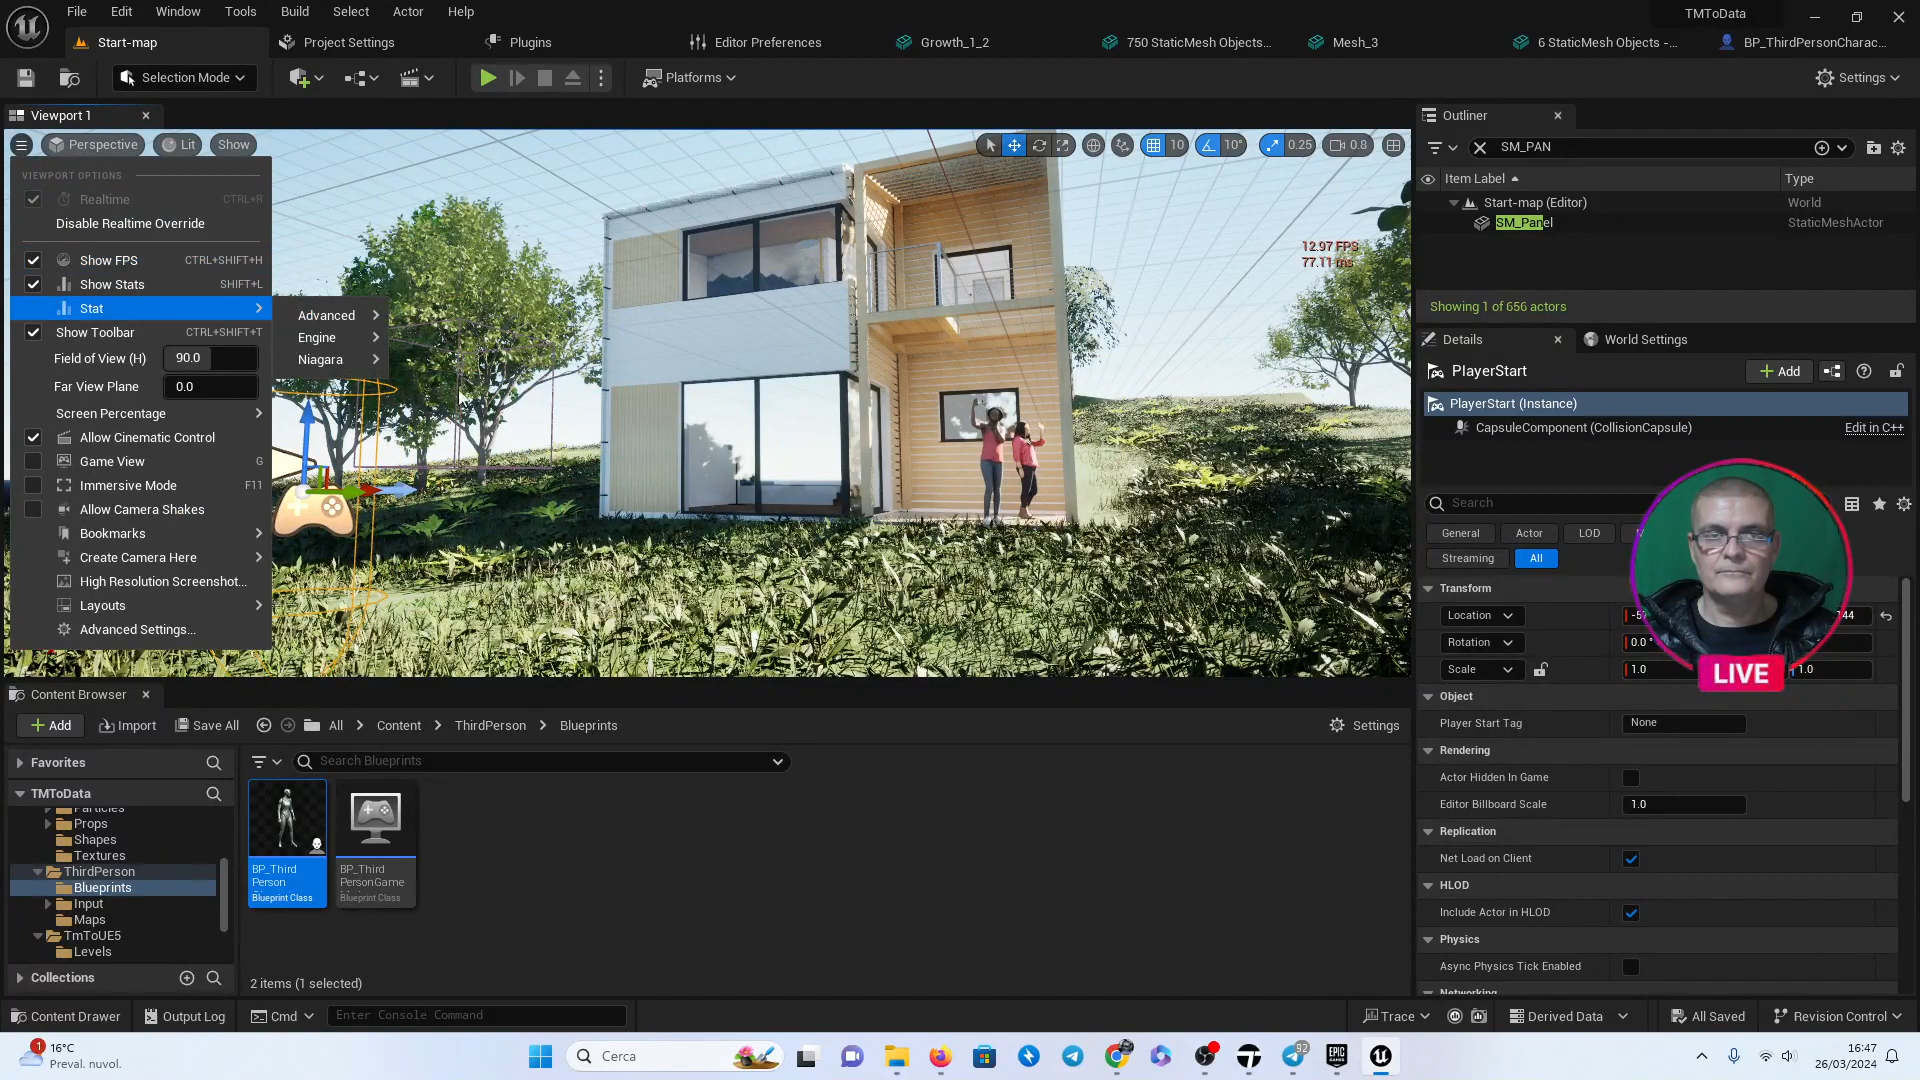 File Edit Window Tools Build Select Actor Help
TMToData
Start-map
Project Settings
Plugins
Editor Preferences
Growth_1_2
750 StaticMesh Objects...
Mesh_3
6 StaticMesh Objects -...
BP_ThirdPersonCharac...
Selection Mode
Platforms
Settings
Viewport 1
Perspective
Lit
Show
10
10°
0.25
0.8
VIEWPORT OPTIONS
Realtime CTRL+R
Disable Realtime Override
Show FPS CTRL+SHIFT+H
Show Stats SHIFT+L
Stat
Show Toolbar CTRL+SHIFT+T
Field of View (H) 90.0
Far View Plane 0.0
Screen Percentage
Allow Cinematic Control
Game View G
Immersive Mode F11
Allow Camera Shakes
Bookmarks
Create Camera Here
High Resolution Screenshot...
Layouts
Advanced Settings...
Advanced
Engine
Niagara
12.97 FPS
77.11 ms
Outliner
SM_PAN
Item Label Type
Start-map (Editor) World
SM_Panel StaticMeshActor
Showing 1 of 656 actors
Details
World Settings
PlayerStart
Add
PlayerStart (Instance)
CapsuleComponent (CollisionCapsule) Edit in C++
Search
General
Actor
LOD
Streaming
All
Transform
Location -5 144
Rotation 0.0 °
Scale 1.0 1.0
LIVE
Object
Player Start Tag None
Rendering
Actor Hidden In Game
Editor Billboard Scale 1.0
Replication
Net Load on Client
HLOD
Include Actor in HLOD
Physics
Async Physics Tick Enabled
Networking
Content Browser
Add
Import
Save All
All
Content
ThirdPerson
Blueprints
Settings
Favorites
Search Blueprints
TMToData
Particles
Props
Shapes
Textures
ThirdPerson
Blueprints
Input
Maps
TmToUE5
Levels
Collections
BP_Third
Person
Blueprint Class
BP_Third
PersonGame
Blueprint Class
2 items (1 selected)
Content Drawer
Output Log
Cmd
Enter Console Command
Trace
Derived Data
All Saved
Revision Control
1
16°C
Preval. nuvol.
Cerca
92
EPIC
GAMES
16:47
26/03/2024